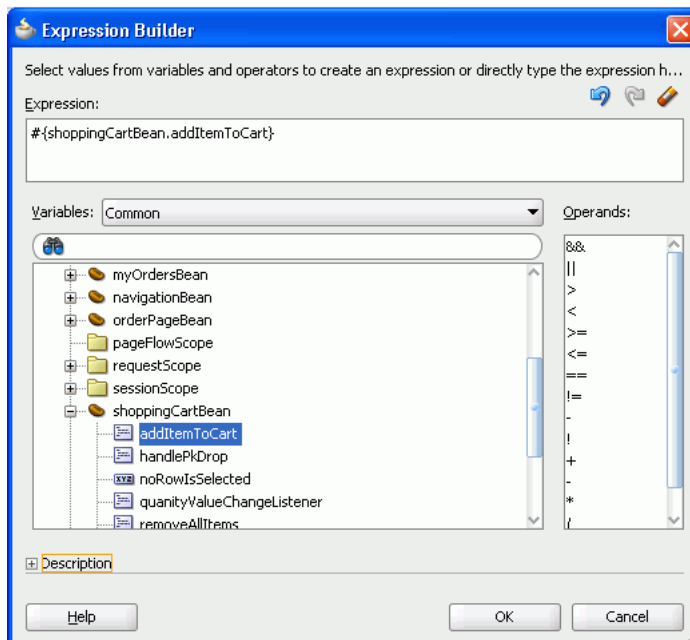 Expression Builder
Select values from variables and operators to create an expression or directly type the expression h...
Expression:
#{shoppingCartBean.addItemToCart}
Variables: Common
Operands:
myOrdersBean
navigationBean
orderPageBean
pageFlowScope
requestScope
sessionScope
shoppingCartBean
addItemToCart
handlePkDrop
xyz noRowIsSelected
quanityValueChangeListener
removeAllItems
&&
||
>
<
>=
<=
==
!=
-
!
+
-
*
/
Description
Help
OK
Cancel